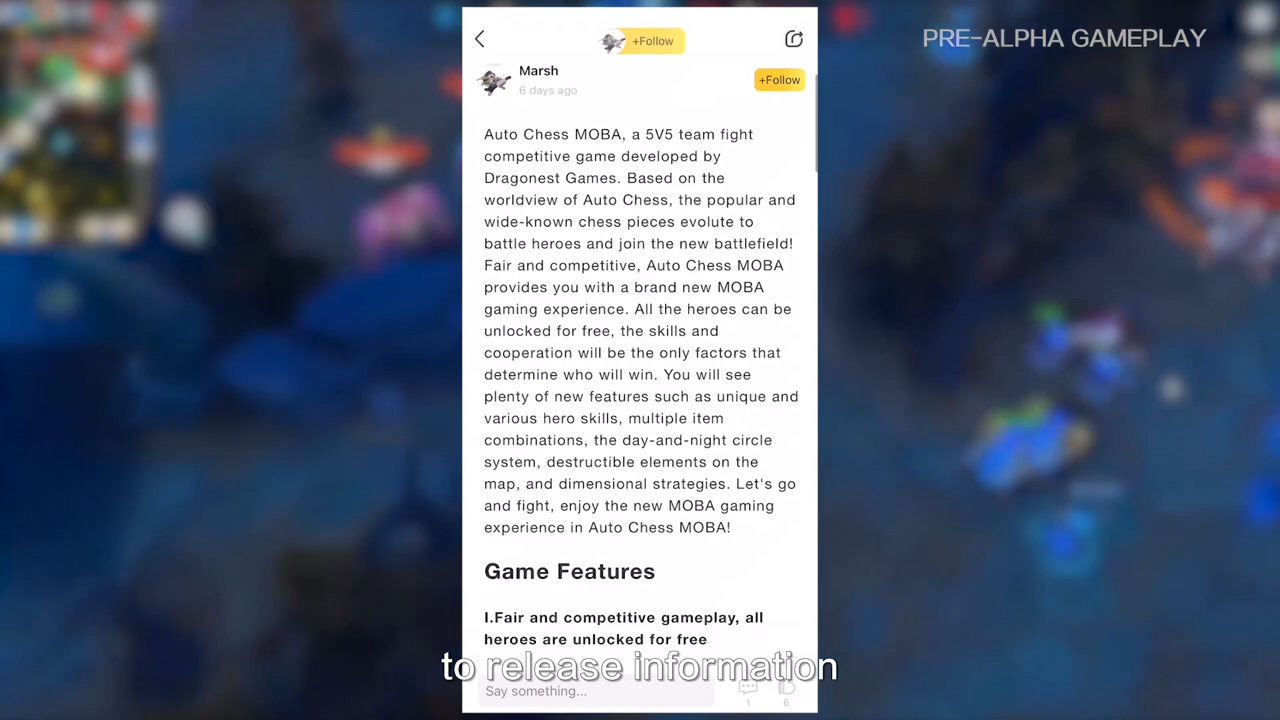 PRE-ALPHA GAMEPLAY
+Follow
Marsh
6 days ago
+Follow
Auto Chess MOBA, a 5V5 team fight
competitive game developed by
Dragonest Games. Based on the
worldview of Auto Chess, the popular and
wide-known chess pieces evolute to
battle heroes and join the new battlefield!
Fair and competitive, Auto Chess MOBA
provides you with a brand new MOBA
gaming experience. All the heroes can be
unlocked for free, the skills and
cooperation will be the only factors that
determine who will win. You will see
plenty of new features such as unique and
various hero skills, multiple item
combinations, the day-and-night circle
system, destructible elements on the
map, and dimensional strategies. Let's go
and fight, enjoy the new MOBA gaming
experience in Auto Chess MOBA!
Game Features
I.Fair and competitive gameplay, all
heroes are unlocked for free
to release information
Say something...
1
6